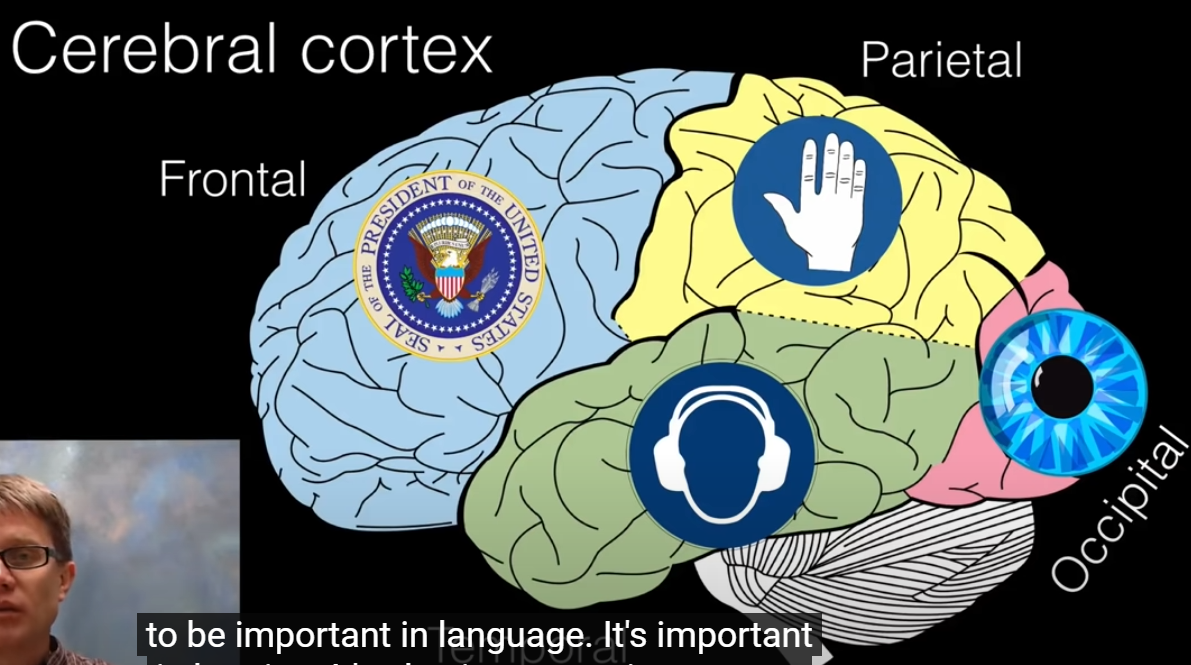 Cerebral cortex
Parietal
Frontal
SEAL OF THE PRESIDENT OF THE UNITED STATES
Occipital
Temporal
to be important in language. It's important